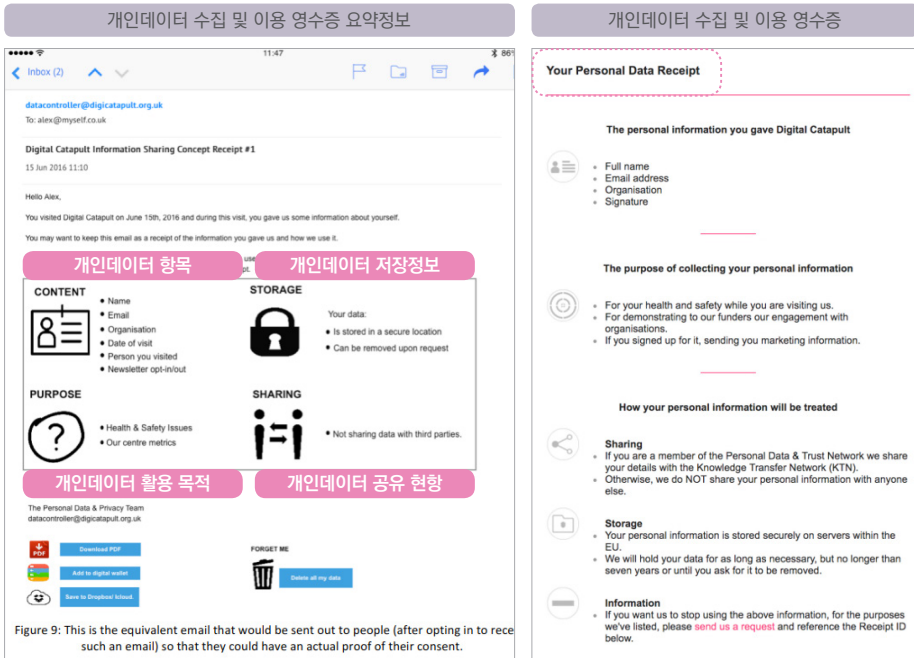 개인데이터 수집 및 이용 영수증 요약정보
11:47
86
Inbox (2)
datacontroller@digicatapult.org.uk
To: alex@myself.co.uk
Digital Catapult Information Sharing Concept Receipt #1
15 Jun 2016 11:10
Hello Alex,
You visited Digital Catapult on June 15th, 2016 and during this visit, you gave us some information about yourself.
You may want to keep this email as a receipt of the information you gave us and how we use it.
개인데이터 항목
개인데이터 저장정보
CONTENT
• Name
• Email
• Organisation
• Date of visit
• Person you visited
• Newsletter opt-in/out
STORAGE
Your data:
• Is stored in a secure location
• Can be removed upon request
PURPOSE
• Health & Safety Issues
• Our centre metrics
SHARING
• Not sharing data with third parties.
개인데이터 활용 목적
개인데이터 공유 현황
The Personal Data & Privacy Team
datacontroller@digicatapult.org.uk
PDF
Download PDF
Add to digital wallet
Save to Dropbox/ Icloud.
FORGET ME
Delete all my data
Figure 9: This is the equivalent email that would be sent out to people (after opting in to rece
such an email) so that they could have an actual proof of their consent.
개인데이터 수집 및 이용 영수증
Your Personal Data Receipt
The personal information you gave Digital Catapult
Full name
Email address
Organisation
Signature
The purpose of collecting your personal information
For your health and safety while you are visiting us.
For demonstrating to our funders our engagement with
organisations.
If you signed up for it, sending you marketing information.
How your personal information will be treated
Sharing
If you are a member of the Personal Data & Trust Network we share
your details with the Knowledge Transfer Network (KTN).
Otherwise, we do NOT share your personal information with anyone
else.
Storage
Your personal information is stored securely on servers within the
EU.
We will hold your data for as long as necessary, but no longer than
seven years or until you ask for it to be removed.
Information
If you want us to stop using the above information, for the purposes
we've listed, please send us a request and reference the Receipt ID
below.